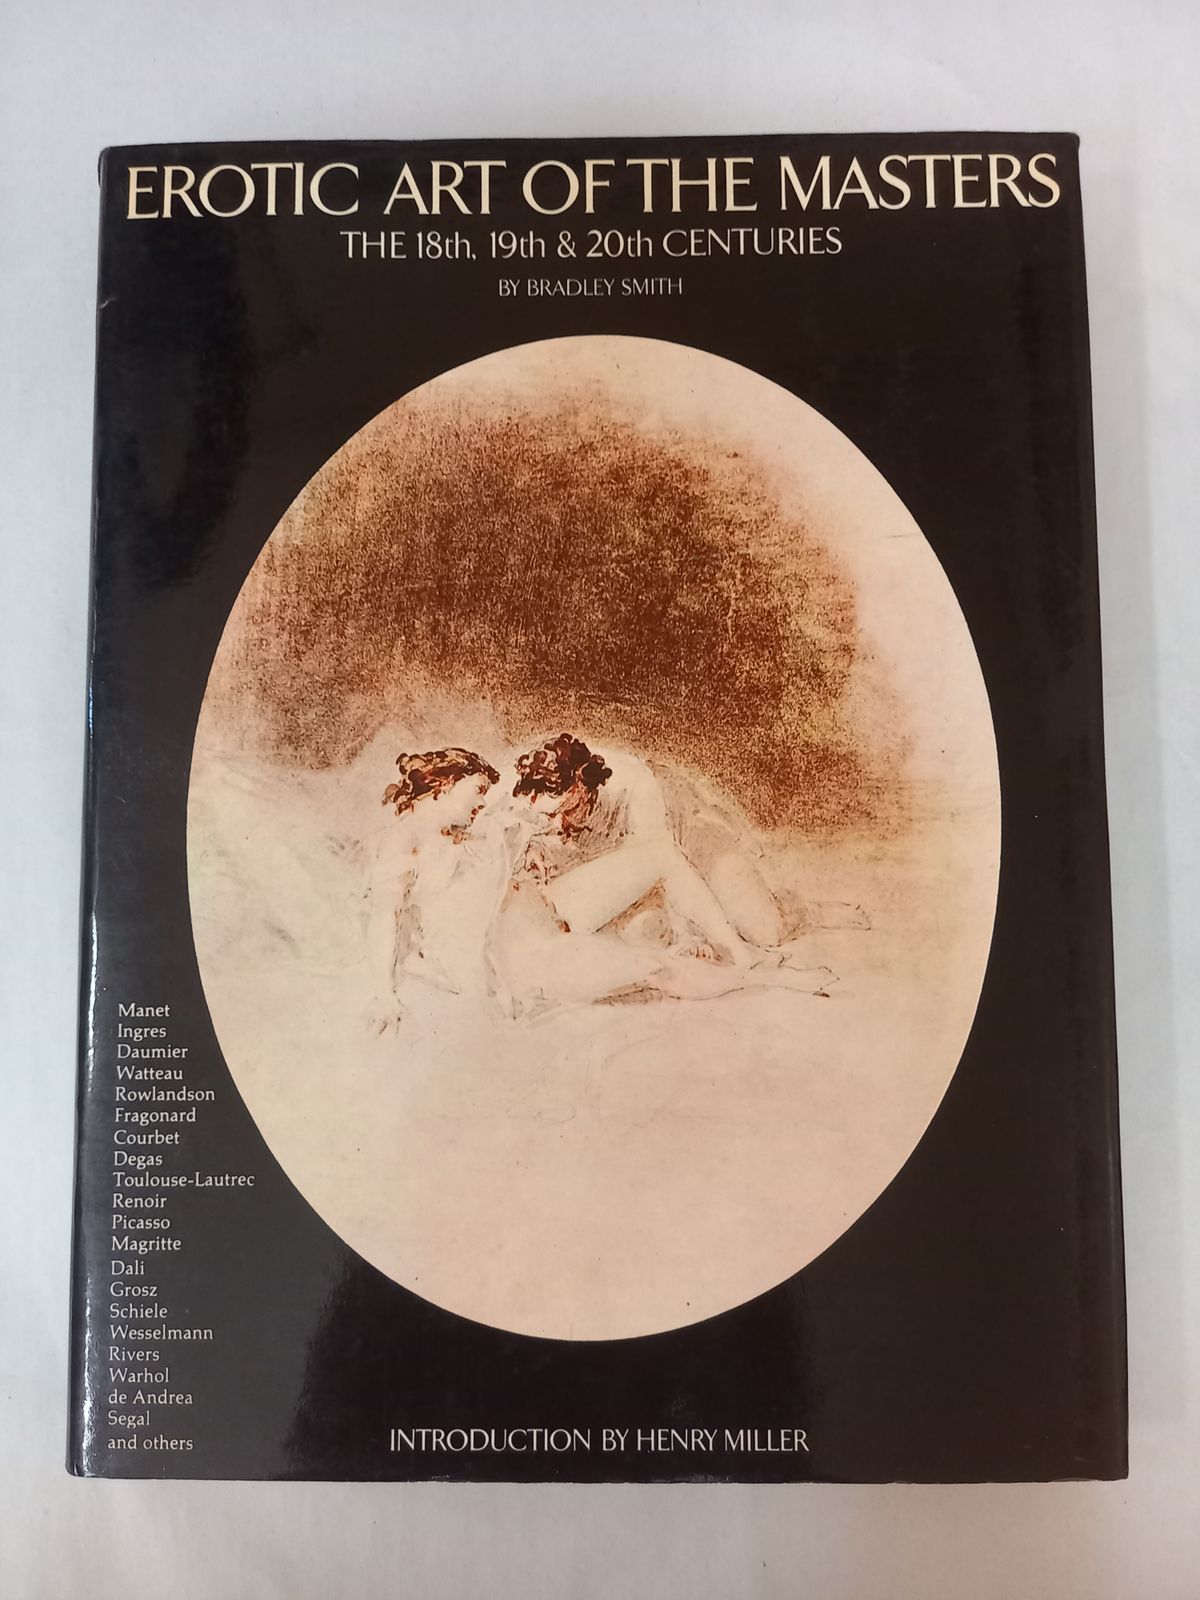 EROTIC ART OF THE MASTERS
THE 18th, 19th & 20th CENTURIES
BY BRADLEY SMITH
Manet
Ingres
Daumier
Watteau
Rowlandson
Fragonard
Courbet
Degas
Toulouse-Lautrec
Renoir
Picasso
Magritte
Dali
Grosz
Schiele
Wesselmann
Rivers
Warhol
de Andrea
Segal
and others
INTRODUCTION BY HENRY MILLER